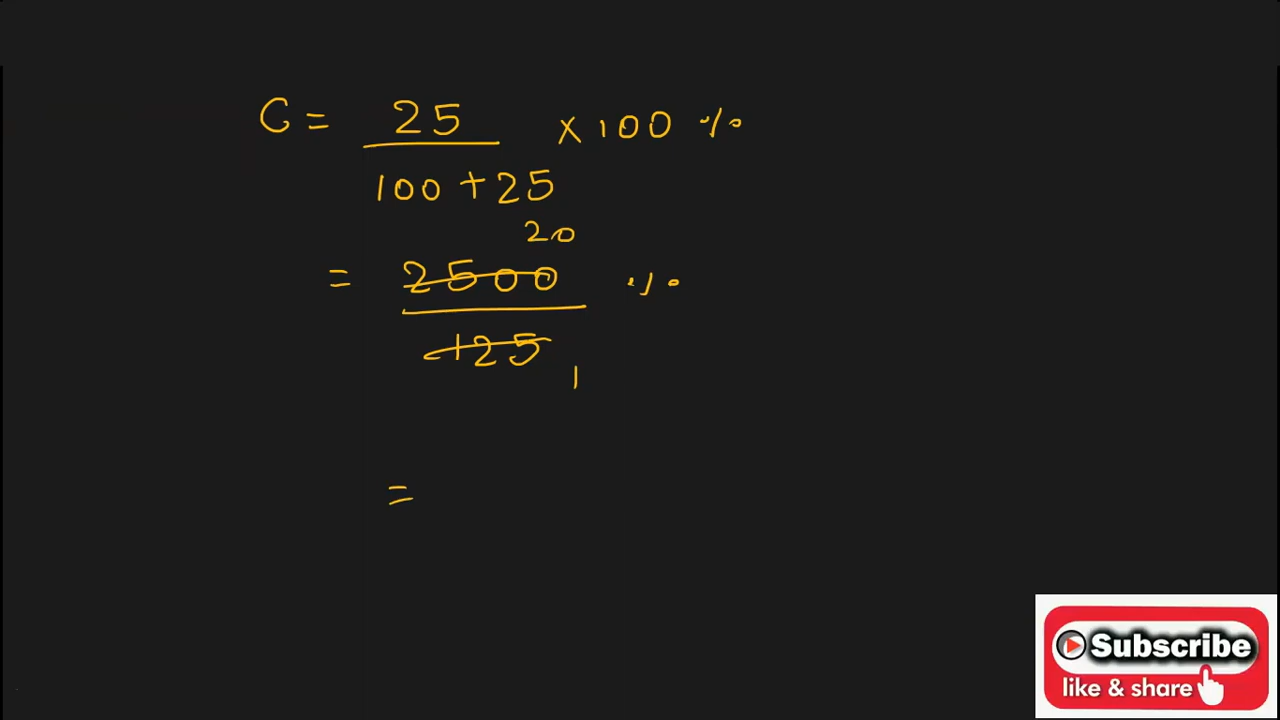 C = 25 × 100 %
100 + 25
20
= 2500 %
125
1
=
Subscribe
like & share